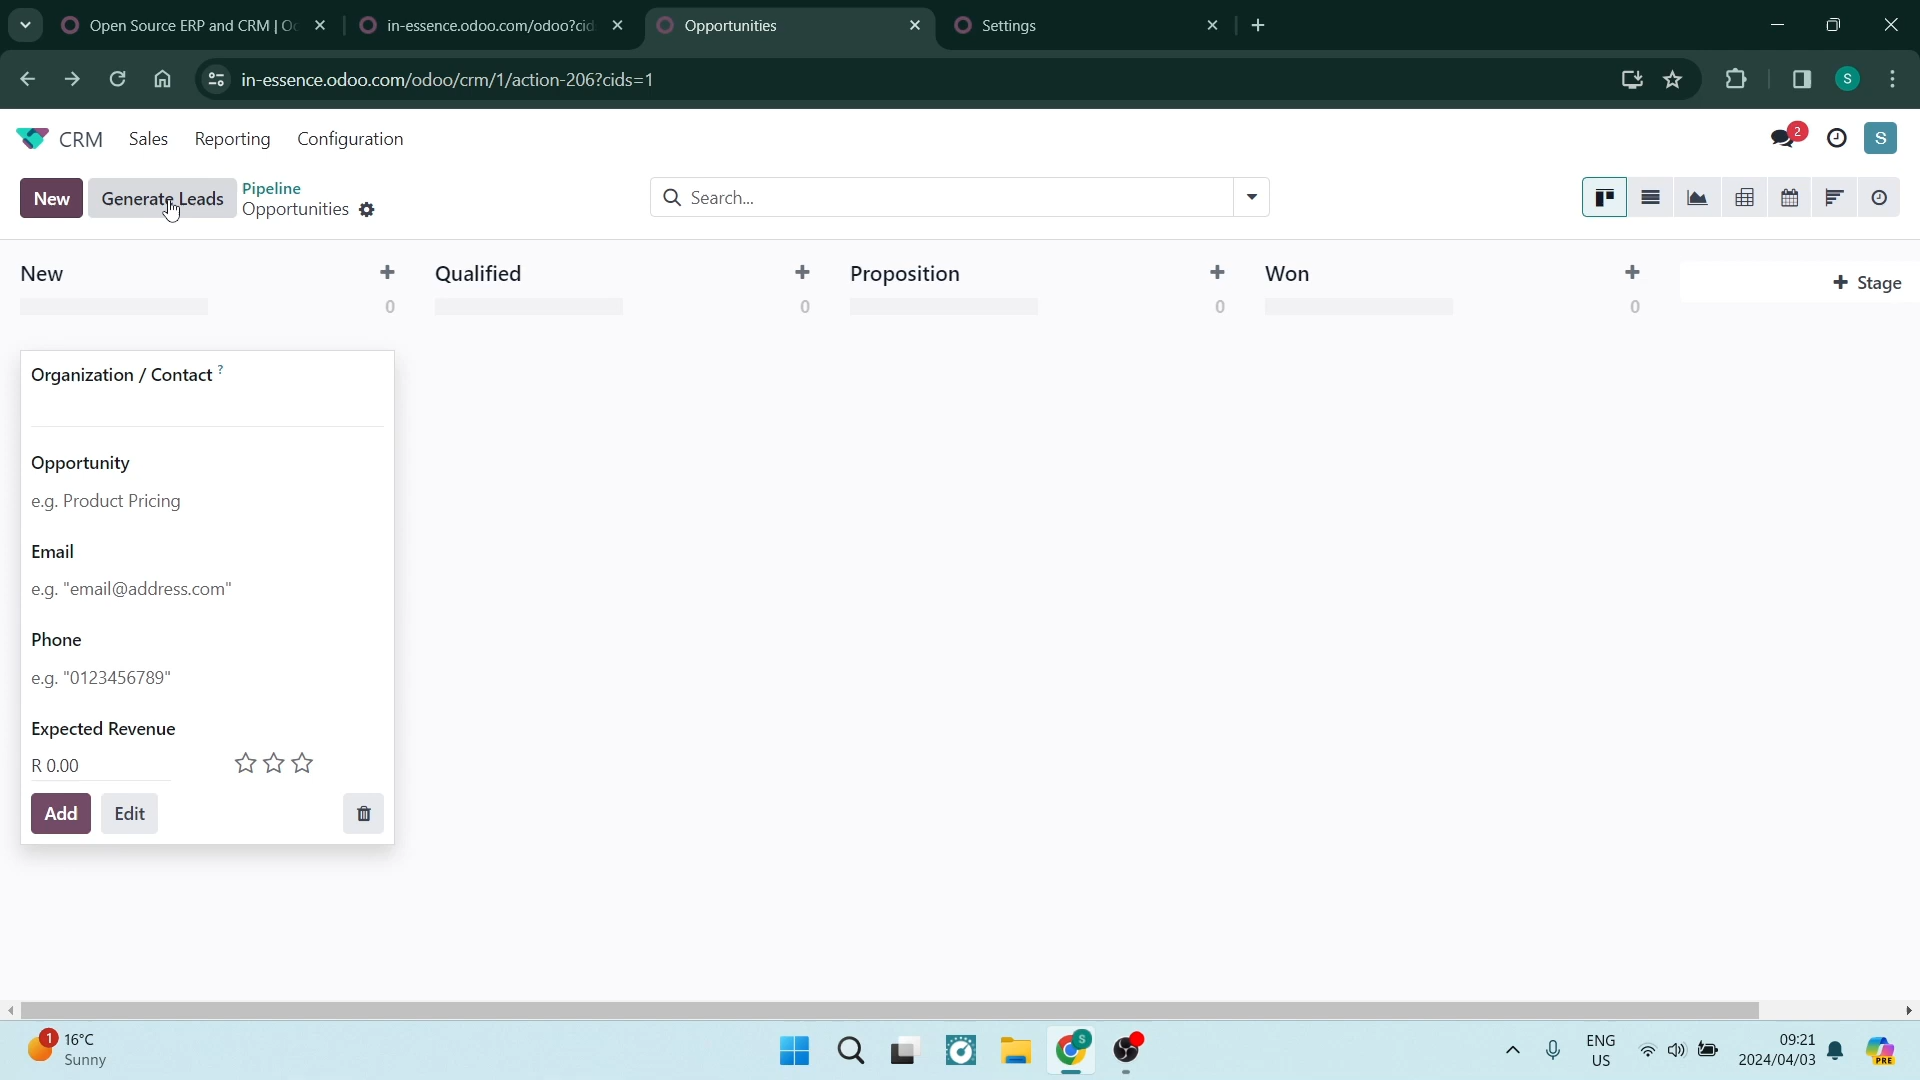 Open Source ERP and CRM | O
in-essence.odoo.com/odoo?cid
Opportunities
Settings
in-essence.odoo.com/odoo/crm/1/action-206?cids=1
S
CRM
Sales
Reporting
Configuration
2
S
New
Generate Leads
Pipeline
Opportunities
Search...
New
0
Qualified
0
Proposition
0
Won
0
Stage
Organization / Contact ?
Opportunity
e.g. Product Pricing
Email
e.g. "email@address.com"
Phone
e.g. "0123456789"
Expected Revenue
R 0.00
Add
Edit
1
16°C
Sunny
S
ENG
US
09:21
2024/04/03
PRE